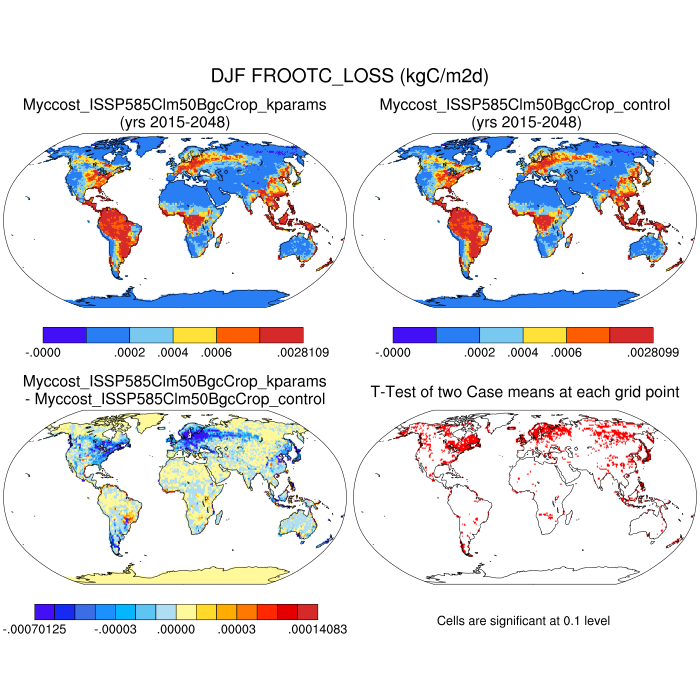 DJF FROOTC_LOSS (kgC/m2d)
Myccost_ISSP585Clm50BgcCrop_kparams
(yrs 2015-2048)
Myccost_ISSP585Clm50BgcCrop_control
(yrs 2015-2048)
-.0000 .0002 .0004 .0006 .0028109
-.0000 .0002 .0004 .0006 .0028099
Myccost_ISSP585Clm50BgcCrop_kparams
- Myccost_ISSP585Clm50BgcCrop_control
T-Test of two Case means at each grid point
-.00070125 -.00003 .00000 .00003 .00014083
Cells are significant at 0.1 level